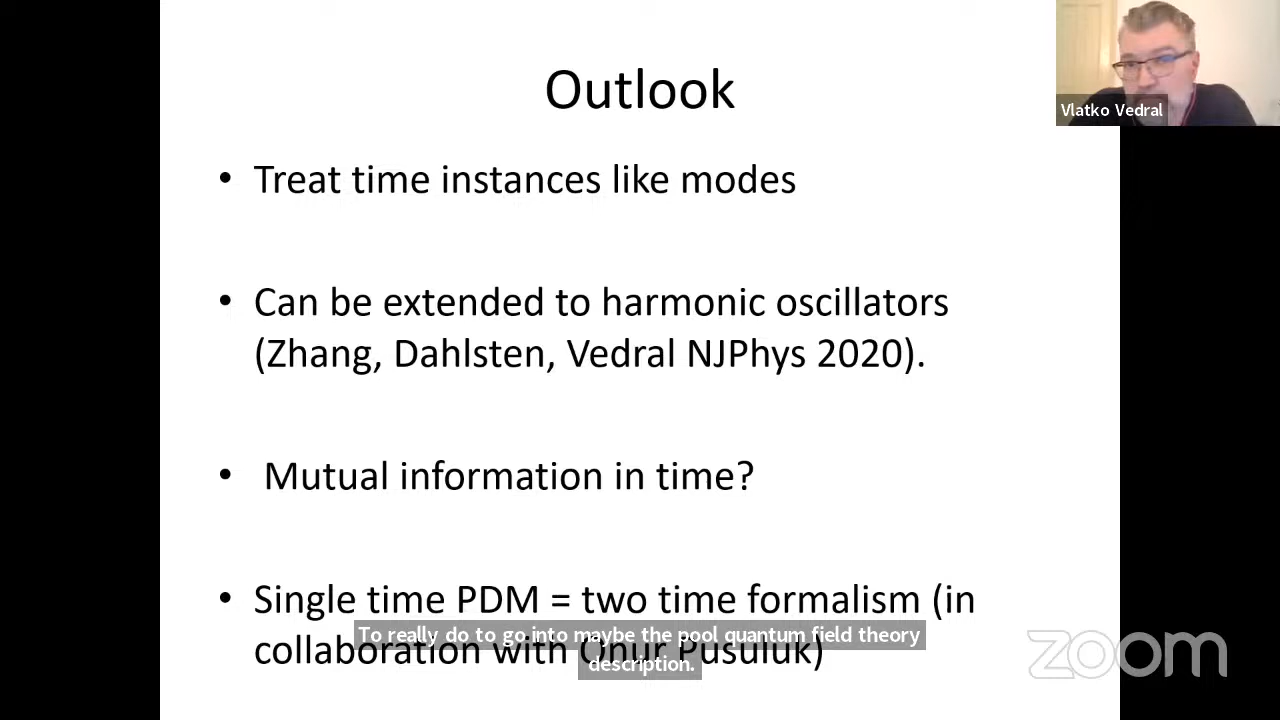 Outlook
Vlatko Vedral
• Treat time instances like modes
• Can be extended to harmonic oscillators
(Zhang, Dahlsten, Vedral NJPhys 2020).
• Mutual information in time?
• Single time PDM = two time formalism (in
collaboration with Onur Pusuluk)
To really do to go into maybe the pool quantum field theory
description.
zoom